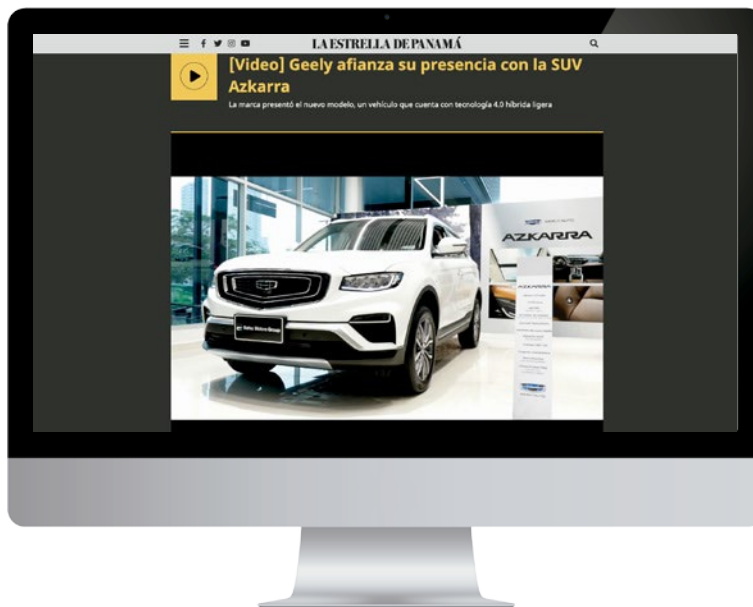 LA ESTRELLA DE PANAMÁ
[Video] Geely afianza su presencia con la SUV
Azkarra
La marca presentó el nuevo modelo, un vehículo que cuenta con tecnología 4.0 híbrida ligera
AZKARRA
AZKARRA